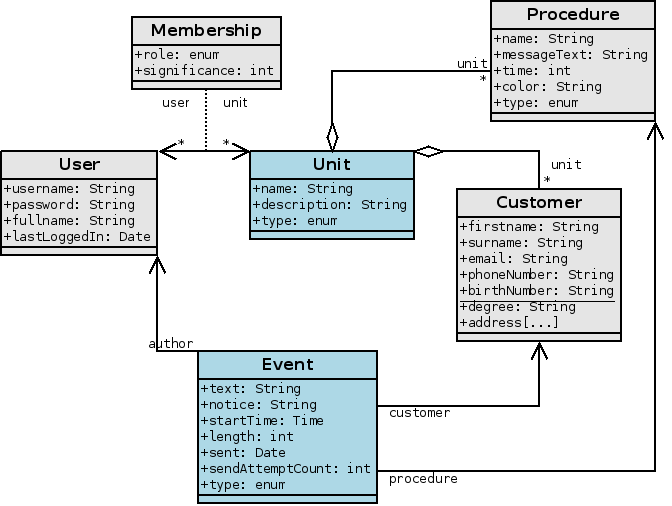 Membership
+role: enum
+significance: int
Procedure
+name: String
+messageText: String
+time: int
+color: String
+type: enum
unit
*
user
unit
*
*
User
+username: String
+password: String
+fullname: String
+lastLoggedIn: Date
Unit
+name: String
+description: String
+type: enum
unit
*
Customer
+firstname: String
+surname: String
+email: String
+phoneNumber: String
+birthNumber: String
+degree: String
+address[...]
author
Event
+text: String
+notice: String
+startTime: Time
+length: int
+sent: Date
+sendAttemptCount: int
+type: enum
customer
procedure